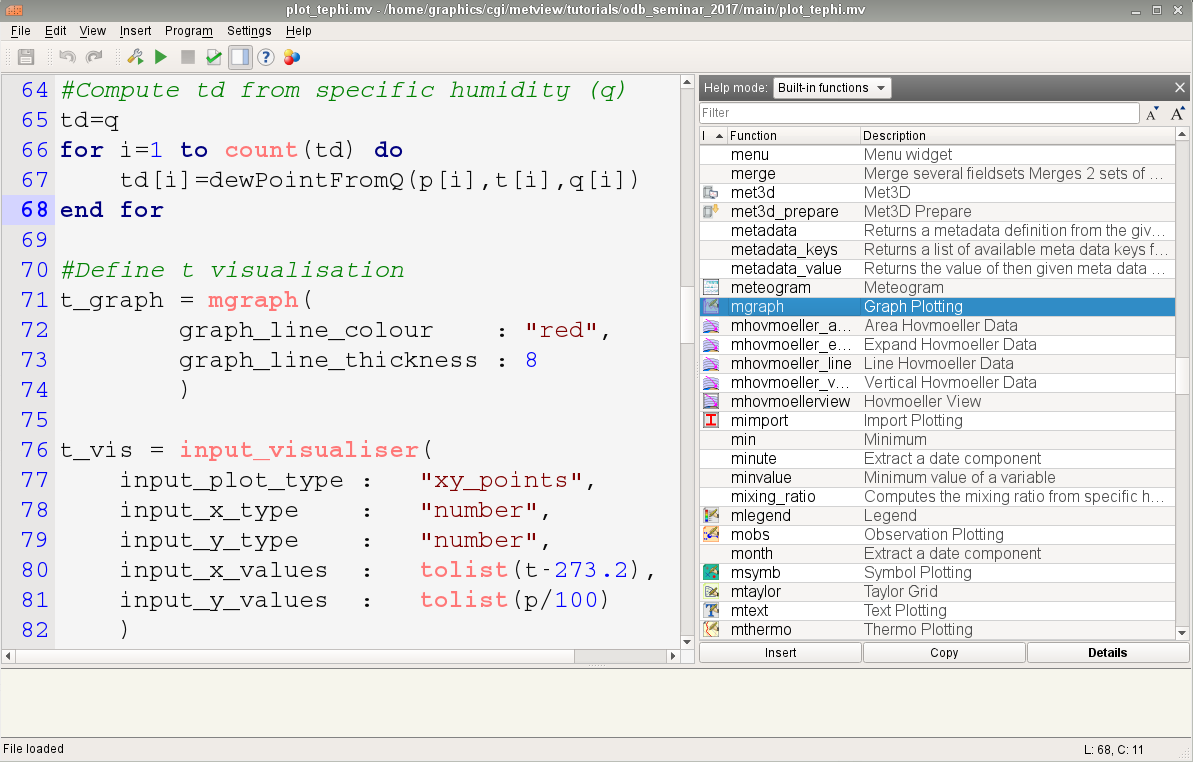 plot_tephi.mv - /home/graphics/cgi/metview/tutorials/odb_seminar_2017/main/plot_tephi.mv
File Edit View Insert Program Settings Help
64 #Compute td from specific humidity (q)
65 td=q
66 for i=1 to count(td) do
67 td[i]=dewPointFromQ(p[i],t[i],q[i])
68 end for
69
70 #Define t visualisation
71 t_graph = mgraph(
72 graph_line_colour : "red",
73 graph_line_thickness : 8
74 )
75
76 t_vis = input_visualiser(
77 input_plot_type : "xy_points",
78 input_x_type : "number",
79 input_y_type : "number",
80 input_x_values : tolist(t-273.2),
81 input_y_values : tolist(p/100)
82 )
Help mode: Built-in functions
Filter A A
I Function Description
menu Menu widget
merge Merge several fieldsets Merges 2 sets of ...
met3d Met3D
met3d_prepare Met3D Prepare
metadata Returns a metadata definition from the giv...
metadata_keys Returns a list of available meta data keys f...
metadata_value Returns the value of then given meta data ...
meteogram Meteogram
mgraph Graph Plotting
mhovmoeller_a... Area Hovmoeller Data
mhovmoeller_e... Expand Hovmoeller Data
mhovmoeller_line Line Hovmoeller Data
mhovmoeller_v... Vertical Hovmoeller Data
mhovmoellerview Hovmoeller View
mimport Import Plotting
min Minimum
minute Extract a date component
minvalue Minimum value of a variable
mixing_ratio Computes the mixing ratio from specific h...
mlegend Legend
mobs Observation Plotting
month Extract a date component
msymb Symbol Plotting
mtaylor Taylor Grid
mtext Text Plotting
mthermo Thermo Plotting
Insert Copy Details
File loaded
L: 68, C: 11